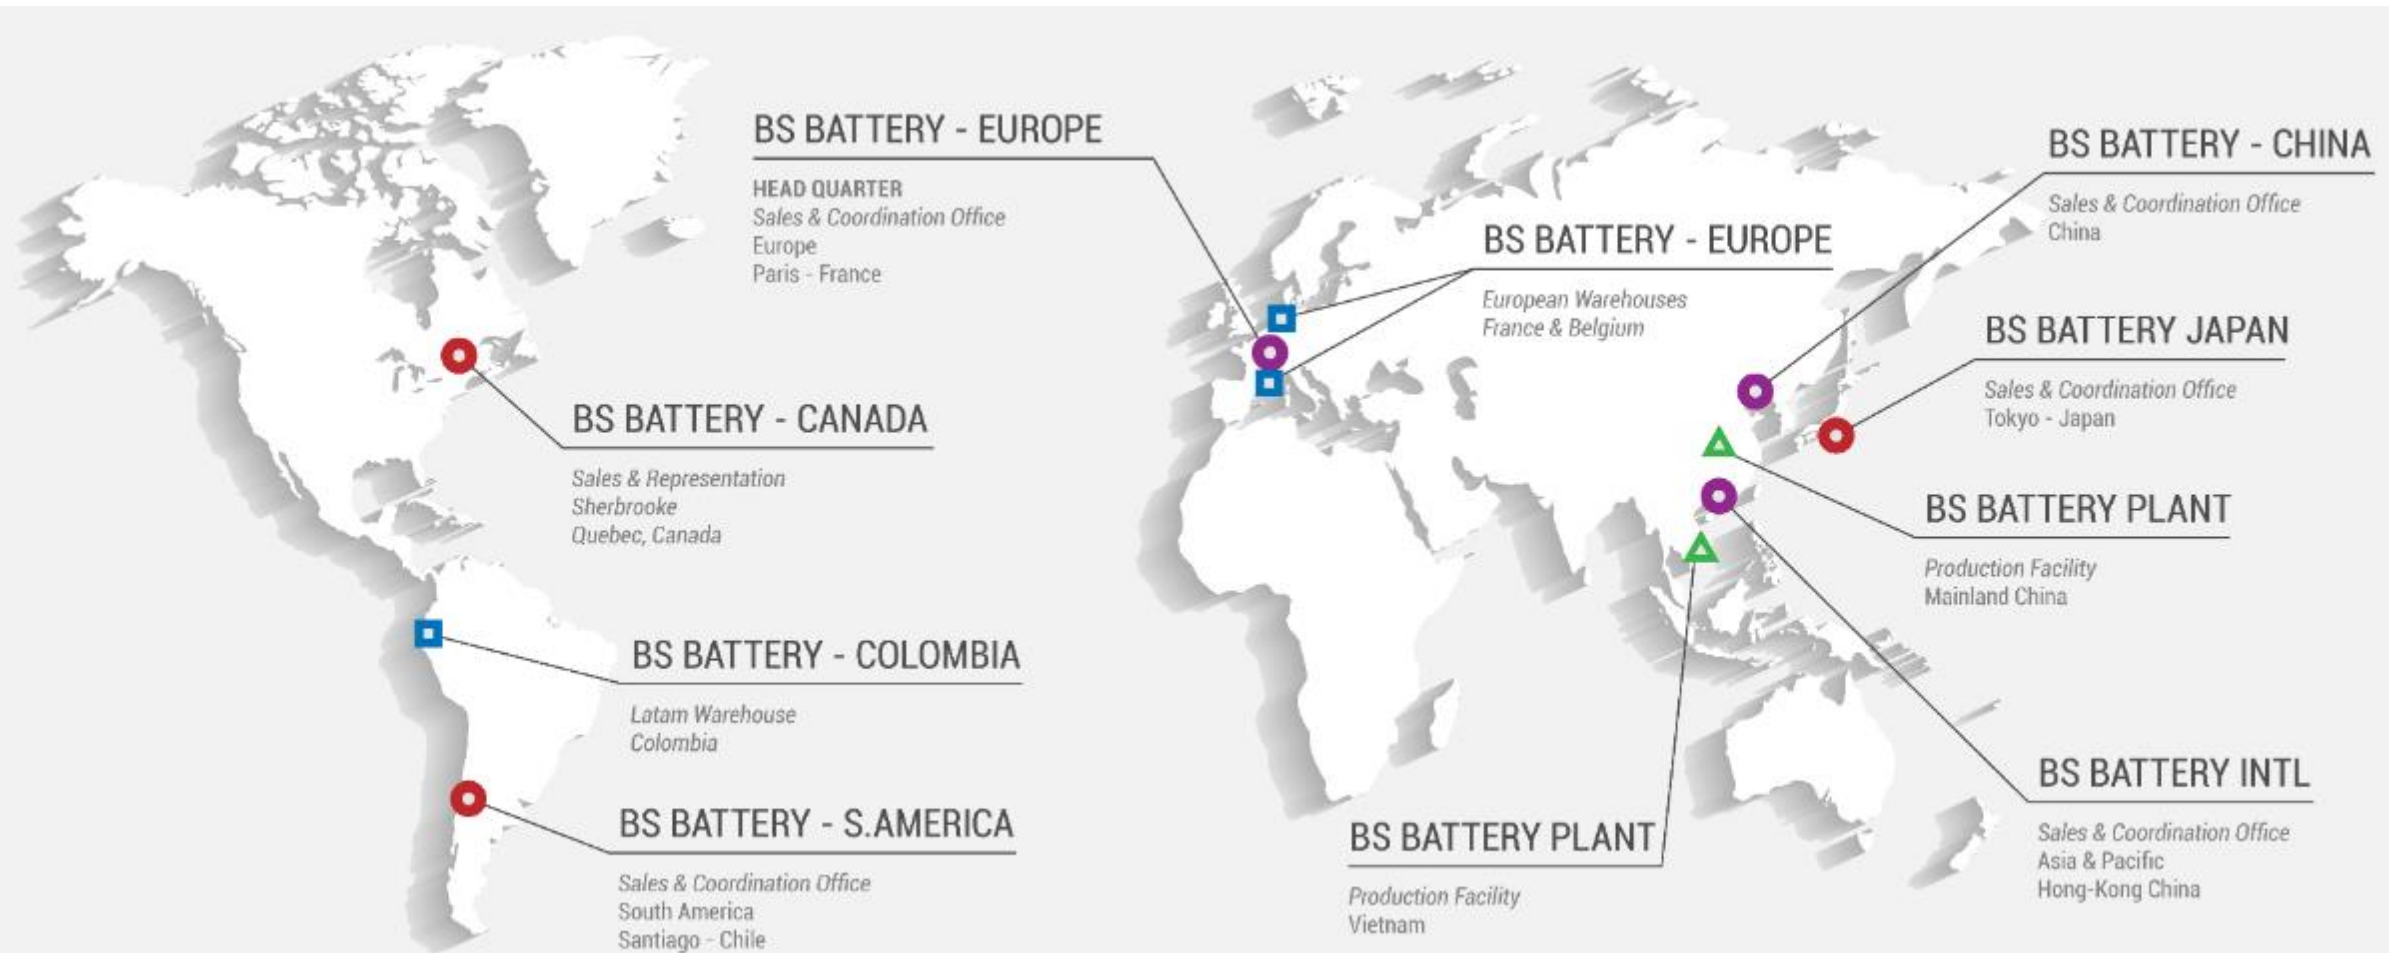 BS BATTERY - EUROPE
HEAD QUARTER
Sales & Coordination Office
Europe
Paris - France
BS BATTERY - EUROPE
European Warehouses
France & Belgium
BS BATTERY - CHINA
Sales & Coordination Office
China
BS BATTERY JAPAN
Sales & Coordination Office
Tokyo - Japan
BS BATTERY - CANADA
Sales & Representation
Sherbrooke
Quebec, Canada
BS BATTERY PLANT
Production Facility
Mainland China
BS BATTERY - COLOMBIA
Latam Warehouse
Colombia
BS BATTERY - S.AMERICA
Sales & Coordination Office
South America
Santiago - Chile
BS BATTERY PLANT
Production Facility
Vietnam
BS BATTERY INTL
Sales & Coordination Office
Asia & Pacific
Hong-Kong China